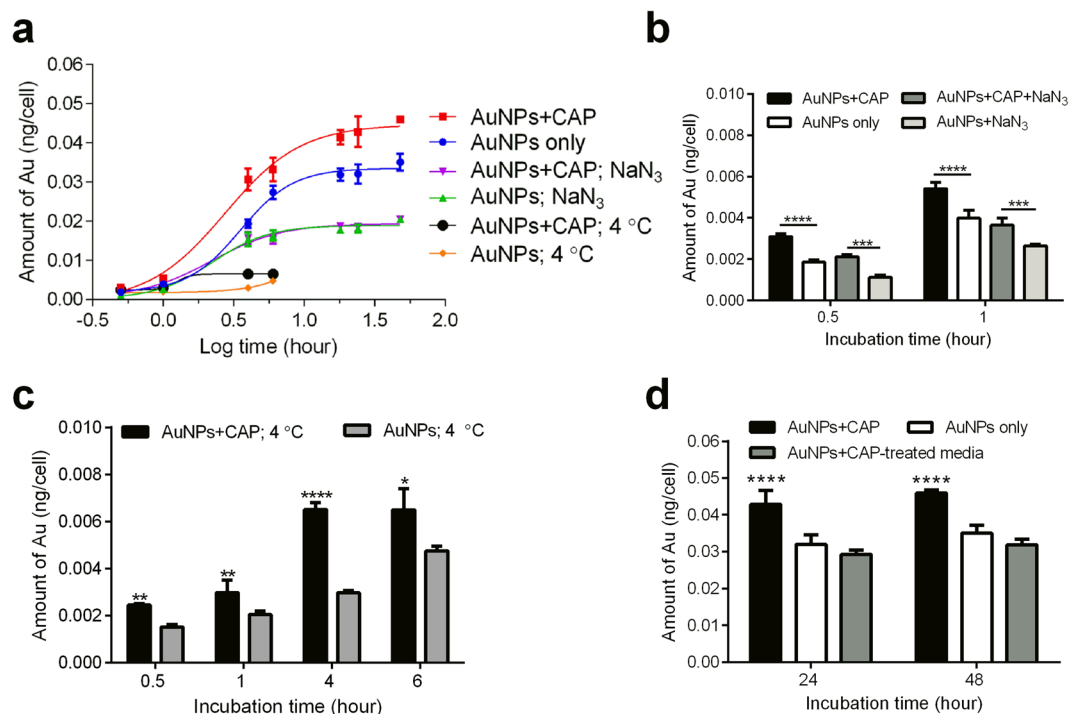 a
0.06
0.05
0.04
0.03
0.02
0.01
0.00
-0.5
0.0
0.5
1.0
1.5
2.0
Amount of Au (ng/cell)
Log time (hour)
AuNPs+CAP
AuNPs only
AuNPs+CAP; NaN₃
AuNPs; NaN₃
AuNPs+CAP; 4 °C
AuNPs; 4 °C
b
AuNPs+CAP
AuNPs+CAP+NaN₃
AuNPs only
AuNPs+NaN₃
0.010
0.008
0.006
0.004
0.002
0.000
Amount of Au (ng/cell)
****
***
****
***
0.5
1
Incubation time (hour)
c
AuNPs+CAP; 4 °C
AuNPs; 4 °C
0.010
0.008
0.006
0.004
0.002
0.000
Amount of Au (ng/cell)
**
**
****
*
0.5
1
4
6
Incubation time (hour)
d
AuNPs+CAP
AuNPs only
AuNPs+CAP-treated media
0.06
0.05
0.04
0.03
0.02
0.01
0.00
Amount of Au (ng/cell)
****
****
24
48
Incubation time (hour)